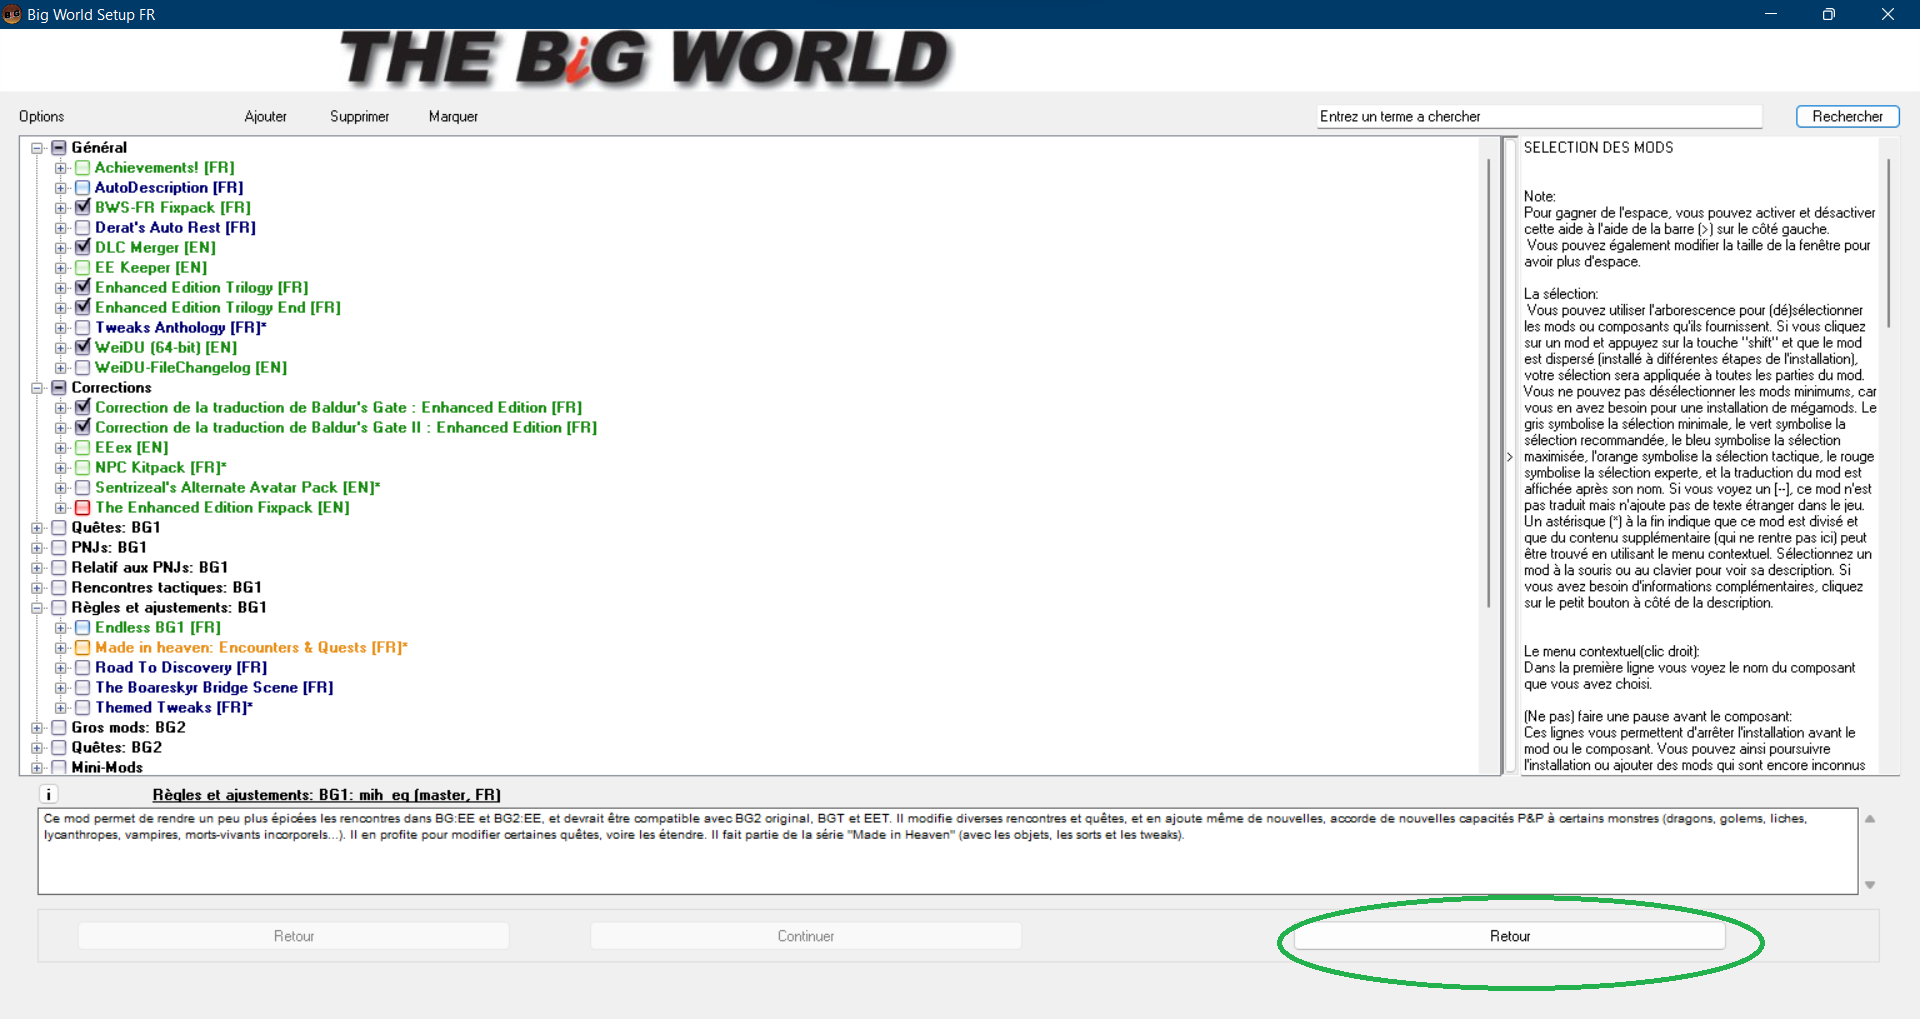 Big World Setup FR
THE BiG WORLD
Options
Ajouter
Supprimer
Marquer
Entrez un terme a chercher
Rechercher
Général
Achievements! [FR]
AutoDescription [FR]
BWS-FR Fixpack [FR]
Derat's Auto Rest [FR]
DLC Merger [EN]
EE Keeper [EN]
Enhanced Edition Trilogy [FR]
Enhanced Edition Trilogy End [FR]
Tweaks Anthology [FR]*
WeiDU (64-bit) [EN]
WeiDU-FileChangelog [EN]
Corrections
Correction de la traduction de Baldur's Gate : Enhanced Edition [FR]
Correction de la traduction de Baldur's Gate II : Enhanced Edition [FR]
EEex [EN]
NPC Kitpack [FR]*
Sentrizeal's Alternate Avatar Pack [EN]*
The Enhanced Edition Fixpack [EN]
Quêtes: BG1
PNJs: BG1
Relatif aux PNJs: BG1
Rencontres tactiques: BG1
Règles et ajustements: BG1
Endless BG1 [FR]
Made in heaven: Encounters & Quests [FR]*
Road To Discovery [FR]
The Boareskyr Bridge Scene [FR]
Themed Tweaks [FR]*
Gros mods: BG2
Quêtes: BG2
Mini-Mods
>
SELECTION DES MODS
Note:
Pour gagner de l'espace, vous pouvez activer et désactiver
cette aide à l'aide de la barre (>) sur le côté gauche.
Vous pouvez également modifier la taille de la fenêtre pour
avoir plus d'espace.
La sélection:
Vous pouvez utiliser l'arborescence pour (dé)sélectionner
les mods ou composants qu'ils fournissent. Si vous cliquez
sur un mod et appuyez sur la touche "shift" et que le mod
est dispersé (installé à différentes étapes de l'installation),
votre sélection sera appliquée à toutes les parties du mod.
Vous ne pouvez pas désélectionner les mods minimums, car
vous en avez besoin pour une installation de mégamods. Le
gris symbolise la sélection minimale, le vert symbolise la
sélection recommandée, le bleu symbolise la sélection
maximisée, l'orange symbolise la sélection tactique, le rouge
symbolise la sélection experte, et la traduction du mod est
affichée après son nom. Si vous voyez un [--], ce mod n'est
pas traduit mais n'ajoute pas de texte étranger dans le jeu.
Un astérisque (*) à la fin indique que ce mod est divisé et
que du contenu supplémentaire (qui ne rentre pas ici) peut
être trouvé en utilisant le menu contextuel. Sélectionnez un
mod à la souris ou au clavier pour voir sa description. Si
vous avez besoin d'informations complémentaires, cliquez
sur le petit bouton à côté de la description.
Le menu contextuel(clic droit):
Dans la première ligne vous voyez le nom du composant
que vous avez choisi.
(Ne pas) faire une pause avant le composant:
Ces lignes vous permettent d'arrêter l'installation avant le
mod ou le composant. Vous pouvez ainsi poursuivre
l'installation ou ajouter des mods qui sont encore inconnus
i
Règles et ajustements: BG1: mih_eq (master, FR)
Ce mod permet de rendre un peu plus épicées les rencontres dans BG:EE et BG2:EE, et devrait être compatible avec BG2 original, BGT et EET. Il modifie diverses rencontres et quêtes, et en ajoute même de nouvelles, accorde de nouvelles capacités P&P à certains monstres (dragons, golems, liches,
lycanthropes, vampires, morts-vivants incorporels...). Il en profite pour modifier certaines quêtes, voire les étendre. Il fait partie de la série "Made in Heaven" (avec les objets, les sorts et les tweaks).
Retour
Continuer
Retour